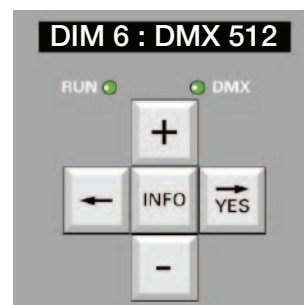 DIM 6 : DMX 512
RUN DMX
+
← INFO → YES
-